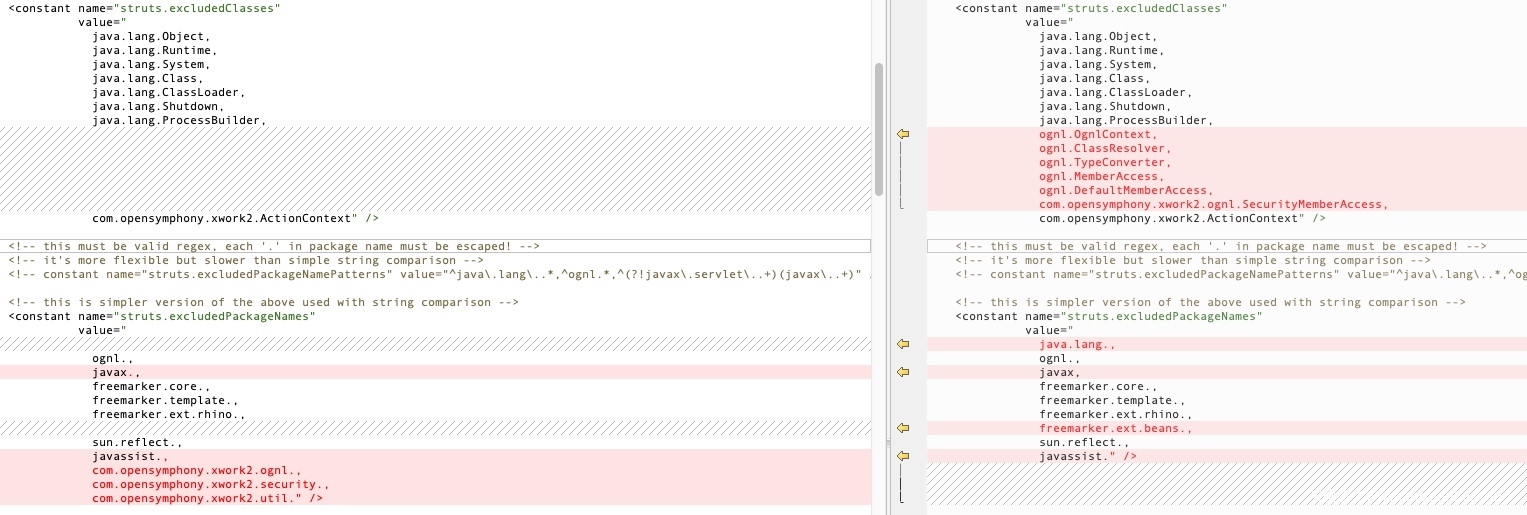 <constant name="struts.excludedClasses"
value="
java.lang.Object,
java.lang.Runtime,
java.lang.System,
java.lang.Class,
java.lang.ClassLoader,
java.lang.Shutdown,
java.lang.ProcessBuilder,
com.opensymphony.xwork2.ActionContext" />
<!-- this must be valid regex, each '.' in package name must be escaped! -->
<!-- it's more flexible but slower than simple string comparison -->
<!-- constant name="struts.excludedPackageNamePatterns" value="^java\.lang\..*,^ognl.*,^(?!javax\.servlet\..+)(javax\..+)"
<!-- this is simpler version of the above used with string comparison -->
<constant name="struts.excludedPackageNames"
value="
ognl.,
javax.,
freemarker.core.,
freemarker.template.,
freemarker.ext.rhino.,
sun.reflect.,
javassist.,
com.opensymphony.xwork2.ognl.,
com.opensymphony.xwork2.security.,
com.opensymphony.xwork2.util." />
<constant name="struts.excludedClasses"
value="
java.lang.Object,
java.lang.Runtime,
java.lang.System,
java.lang.Class,
java.lang.ClassLoader,
java.lang.Shutdown,
java.lang.ProcessBuilder,
ognl.OgnlContext,
ognl.ClassResolver,
ognl.TypeConverter,
ognl.MemberAccess,
ognl.DefaultMemberAccess,
com.opensymphony.xwork2.ognl.SecurityMemberAccess,
com.opensymphony.xwork2.ActionContext" />
<!-- this must be valid regex, each '.' in package name must be escaped! -->
<!-- it's more flexible but slower than simple string comparison -->
<!-- constant name="struts.excludedPackageNamePatterns" value="^java\.lang\..*,^og
<!-- this is simpler version of the above used with string comparison -->
<constant name="struts.excludedPackageNames"
value="
java.lang.,
ognl.,
javax,
freemarker.core.,
freemarker.template.,
freemarker.ext.rhino.,
freemarker.ext.beans.,
sun.reflect.,
javassist." />